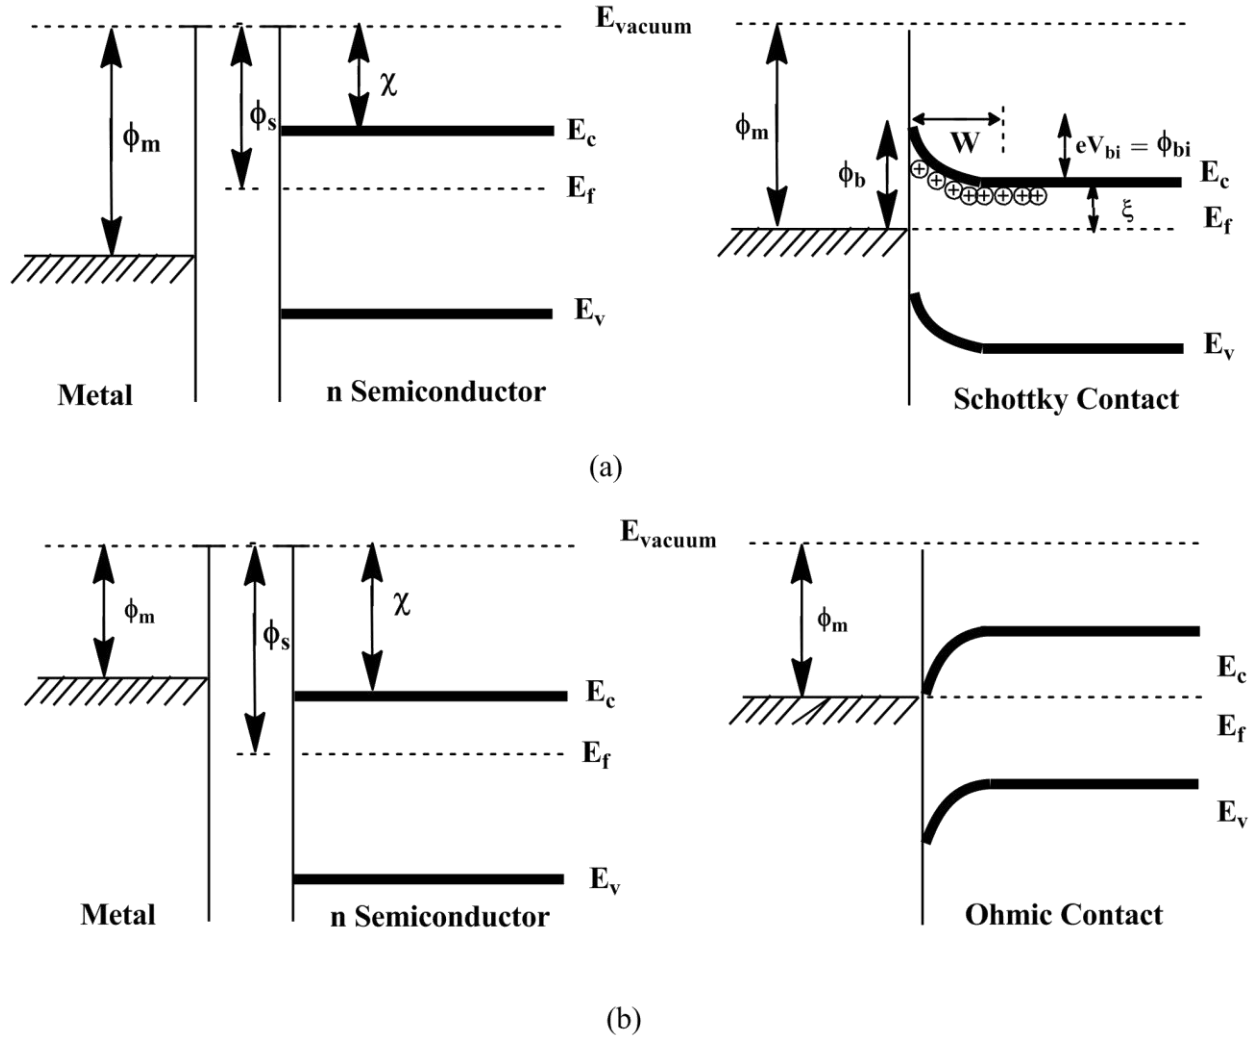 E_vacuum
ϕ_m
ϕ_s
χ
E_c
E_f
E_v
Metal
n Semiconductor
ϕ_m
ϕ_b
W
eV_bi = ϕ_bi
E_c
ξ
E_f
E_v
Schottky Contact
(a)
E_vacuum
ϕ_m
ϕ_s
χ
E_c
E_f
E_v
Metal
n Semiconductor
ϕ_m
E_c
E_f
E_v
Ohmic Contact
(b)